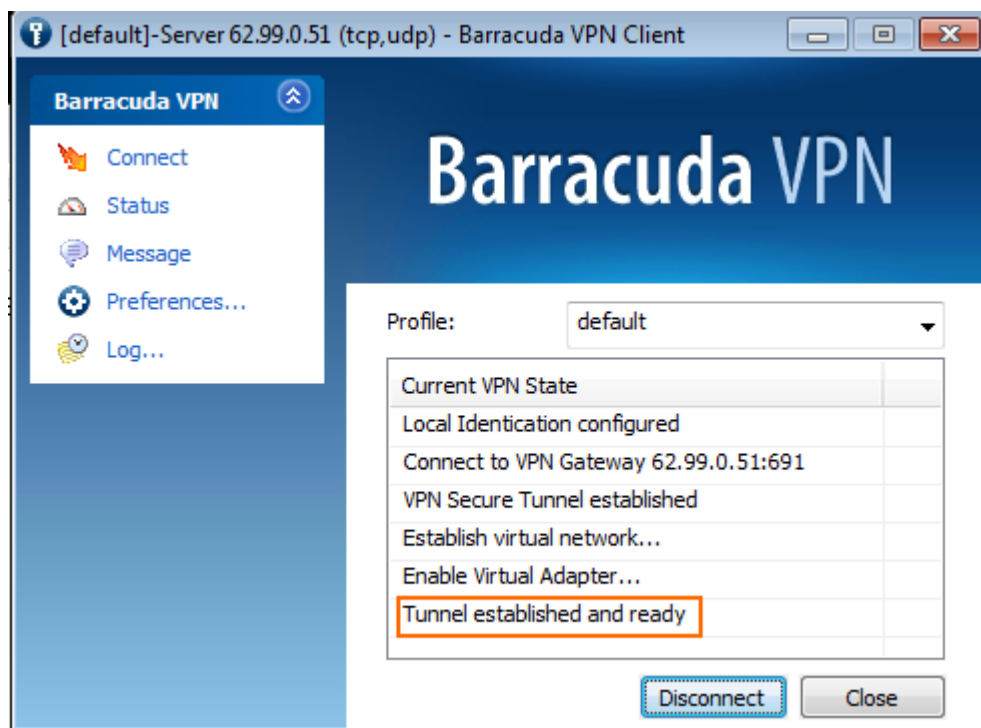 [default]-Server 62.99.0.51 (tcp,udp) - Barracuda VPN Client
Barracuda VPN
Connect
Status
Message
Preferences...
Log...
Barracuda VPN
Profile: default
Current VPN State
Local Identication configured
Connect to VPN Gateway 62.99.0.51:691
VPN Secure Tunnel established
Establish virtual network...
Enable Virtual Adapter...
Tunnel established and ready
Disconnect Close